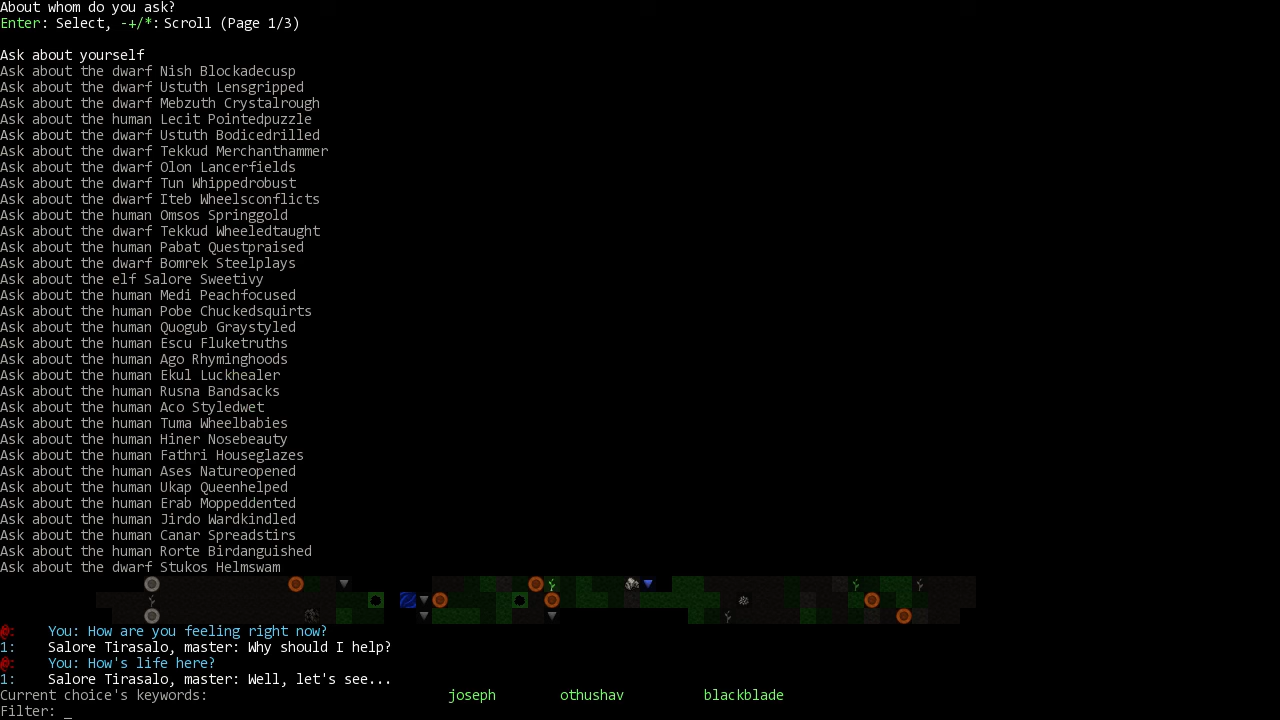 About whom do you ask?
Enter: Select, -+/*: Scroll (Page 1/3)
Ask about yourself
Ask about the dwarf Nish Blockadecusp
Ask about the dwarf Ustuth Lensgripped
Ask about the dwarf Mebzuth Crystalrough
Ask about the human Lecit Pointedpuzzle
Ask about the dwarf Ustuth Bodicedrilled
Ask about the dwarf Tekkud Merchanthammer
Ask about the dwarf Olon Lancerfields
Ask about the dwarf Tun Whippedrobust
Ask about the dwarf Iteb Wheelsconflicts
Ask about the human Omsos Springgold
Ask about the dwarf Tekkud Wheeledtaught
Ask about the human Pabat Questpraised
Ask about the dwarf Bomrek Steelplays
Ask about the elf Salore Sweetivy
Ask about the human Medi Peachfocused
Ask about the human Pobe Chuckedsquirts
Ask about the human Quogub Graystyled
Ask about the human Escu Fluketruths
Ask about the human Ago Rhyminghoods
Ask about the human Ekul Luckhealer
Ask about the human Rusna Bandsacks
Ask about the human Aco Styledwet
Ask about the human Tuma Wheelbabies
Ask about the human Hiner Nosebeauty
Ask about the human Fathri Houseglazes
Ask about the human Ases Natureopened
Ask about the human Ukap Queenhelped
Ask about the human Erab Moppeddented
Ask about the human Jirdo Wardkindled
Ask about the human Canar Spreadstirs
Ask about the human Rorte Birdanguished
Ask about the dwarf Stukos Helmswam
@: You: How are you feeling right now?
1: Salore Tirasalo, master: Why should I help?
@: You: How's life here?
1: Salore Tirasalo, master: Well, let's see...
Current choice's keywords: joseph othushav blackblade
Filter: _